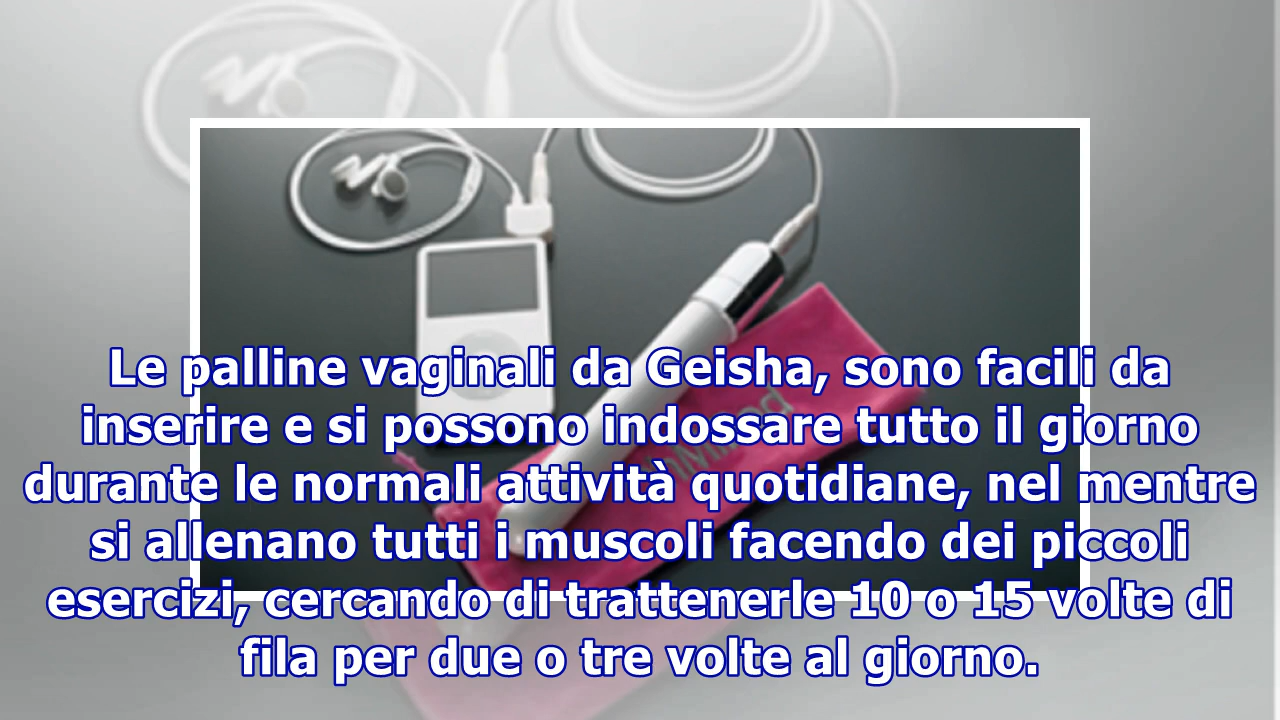 Le palline vaginali da Geisha, sono facili da
inserire e si possono indossare tutto il giorno
durante le normali attività quotidiane, nel mentre
si allenano tutti i muscoli facendo dei piccoli
esercizi, cercando di trattenerle 10 o 15 volte di
fila per due o tre volte al giorno.